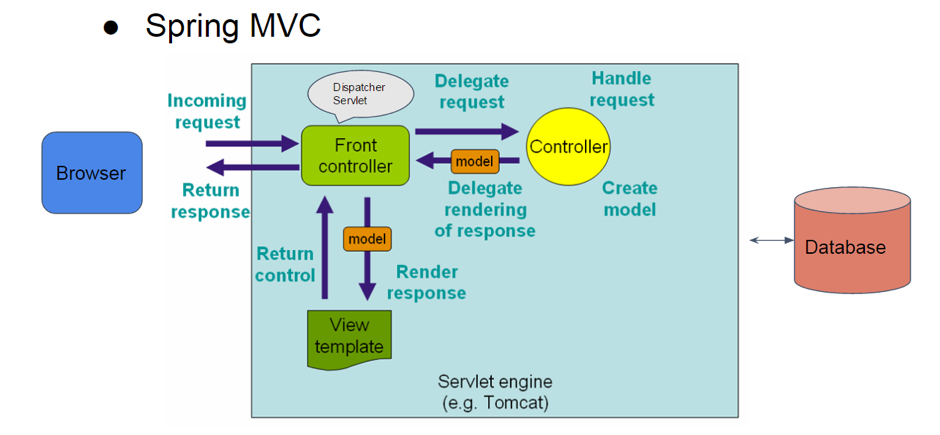 ● Spring MVC
Dispatcher
Servlet
Delegate
request
Handle
request
Incoming
request
Front
controller
Controller
model
Browser
Return
response
Delegate
rendering
of response
Create
model
model
Database
Return
control
Render
response
View
template
Servlet engine
(e.g. Tomcat)